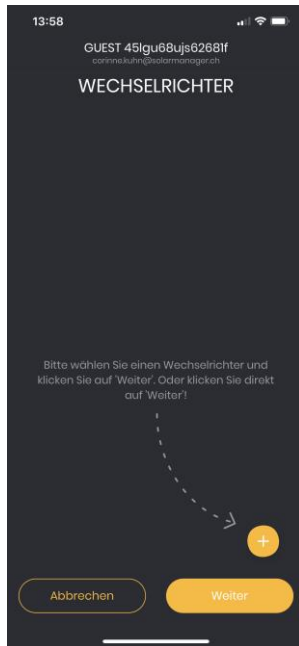 13:58
GUEST 45lgu68ujs6268lf
corinne.kuhn@solarmanager.ch
WECHSELRICHTER
Bitte wählen Sie einen Wechselrichter und
klicken Sie auf 'Weiter'. Oder klicken Sie direkt
auf 'Weiter'!
+
Abbrechen
Weiter